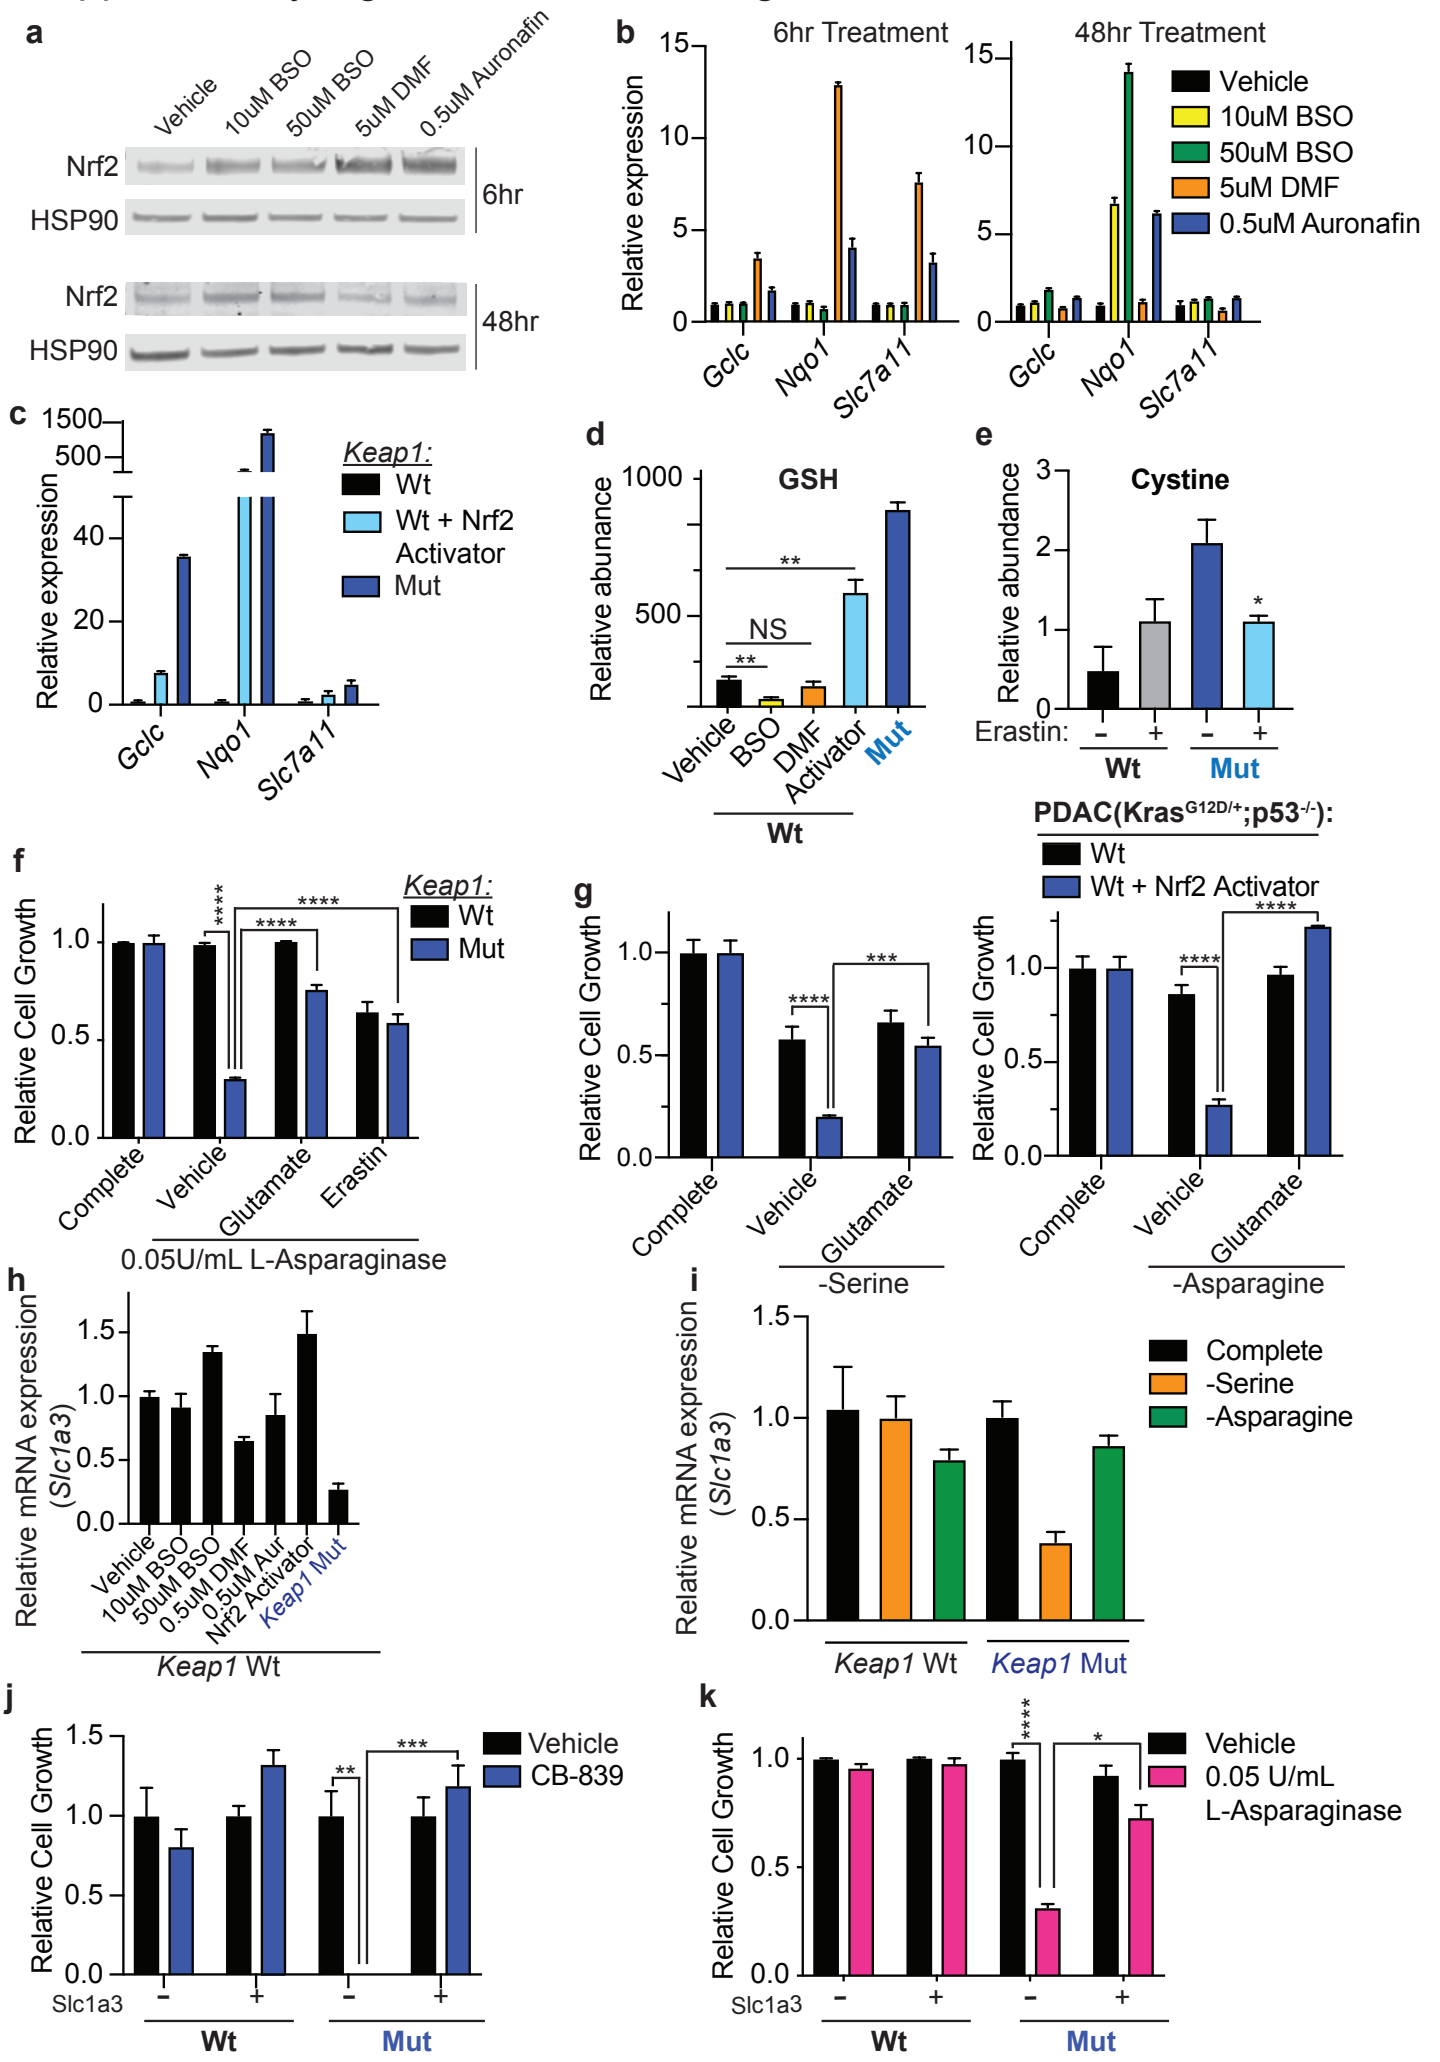 a
Vehicle
10uM BSO
50uM BSO
5uM DMF
0.5uM Auronafin
Nrf2
HSP90
6hr
Nrf2
HSP90
48hr
b
6hr Treatment
48hr Treatment
Relative expression
15
10
5
0
Gclc
Nqo1
Slc7a11
15
10
5
0
Gclc
Nqo1
Slc7a11
Vehicle
10uM BSO
50uM BSO
5uM DMF
0.5uM Auronafin
c
Relative expression
1500
500
40
20
0
Gclc
Nqo1
Slc7a11
Keap1:
Wt
Wt + Nrf2
Activator
Mut
d
GSH
Relative abunance
1000
500
**
NS
**
Vehicle
BSO
DMF
Activator
Mut
Wt
e
Cystine
Relative abundance
3
2
1
0
*
Erastin:
– + – +
Wt
Mut
f
Relative Cell Growth
1.0
0.5
0.0
****
****
****
Keap1:
Wt
Mut
Complete
Vehicle
Glutamate
Erastin
0.05U/mL L-Asparaginase
g
PDAC(KrasG12D/+;p53-/-):
Wt
Wt + Nrf2 Activator
Relative Cell Growth
1.0
0.5
0.0
****
***
Complete
Vehicle
Glutamate
-Serine
Relative Cell Growth
1.0
0.5
0.0
****
****
Complete
Vehicle
Glutamate
-Asparagine
h
Relative mRNA expression
(Slc1a3)
1.5
1.0
0.5
0.0
Vehicle
10uM BSO
50uM BSO
0.5uM DMF
0.5uM Aur
Nrf2 Activator
Keap1 Mut
Keap1 Wt
i
Relative mRNA expression
(Slc1a3)
1.5
1.0
0.5
0.0
Complete
-Serine
-Asparagine
Keap1 Wt
Keap1 Mut
j
Relative Cell Growth
1.5
1.0
0.5
0.0
**
***
Vehicle
CB-839
Slc1a3
– + – +
Wt
Mut
k
Relative Cell Growth
1.0
0.5
0.0
****
*
Vehicle
0.05 U/mL
L-Asparaginase
Slc1a3
– + – +
Wt
Mut